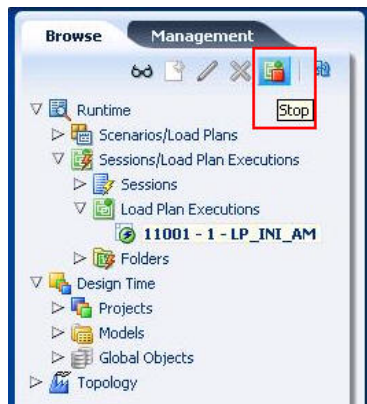 Browse Management
Stop
Runtime
Scenarios/Load Plans
Sessions/Load Plan Executions
Sessions
Load Plan Executions
11001 - 1 - LP_INI_AM
Folders
Design Time
Projects
Models
Global Objects
Topology